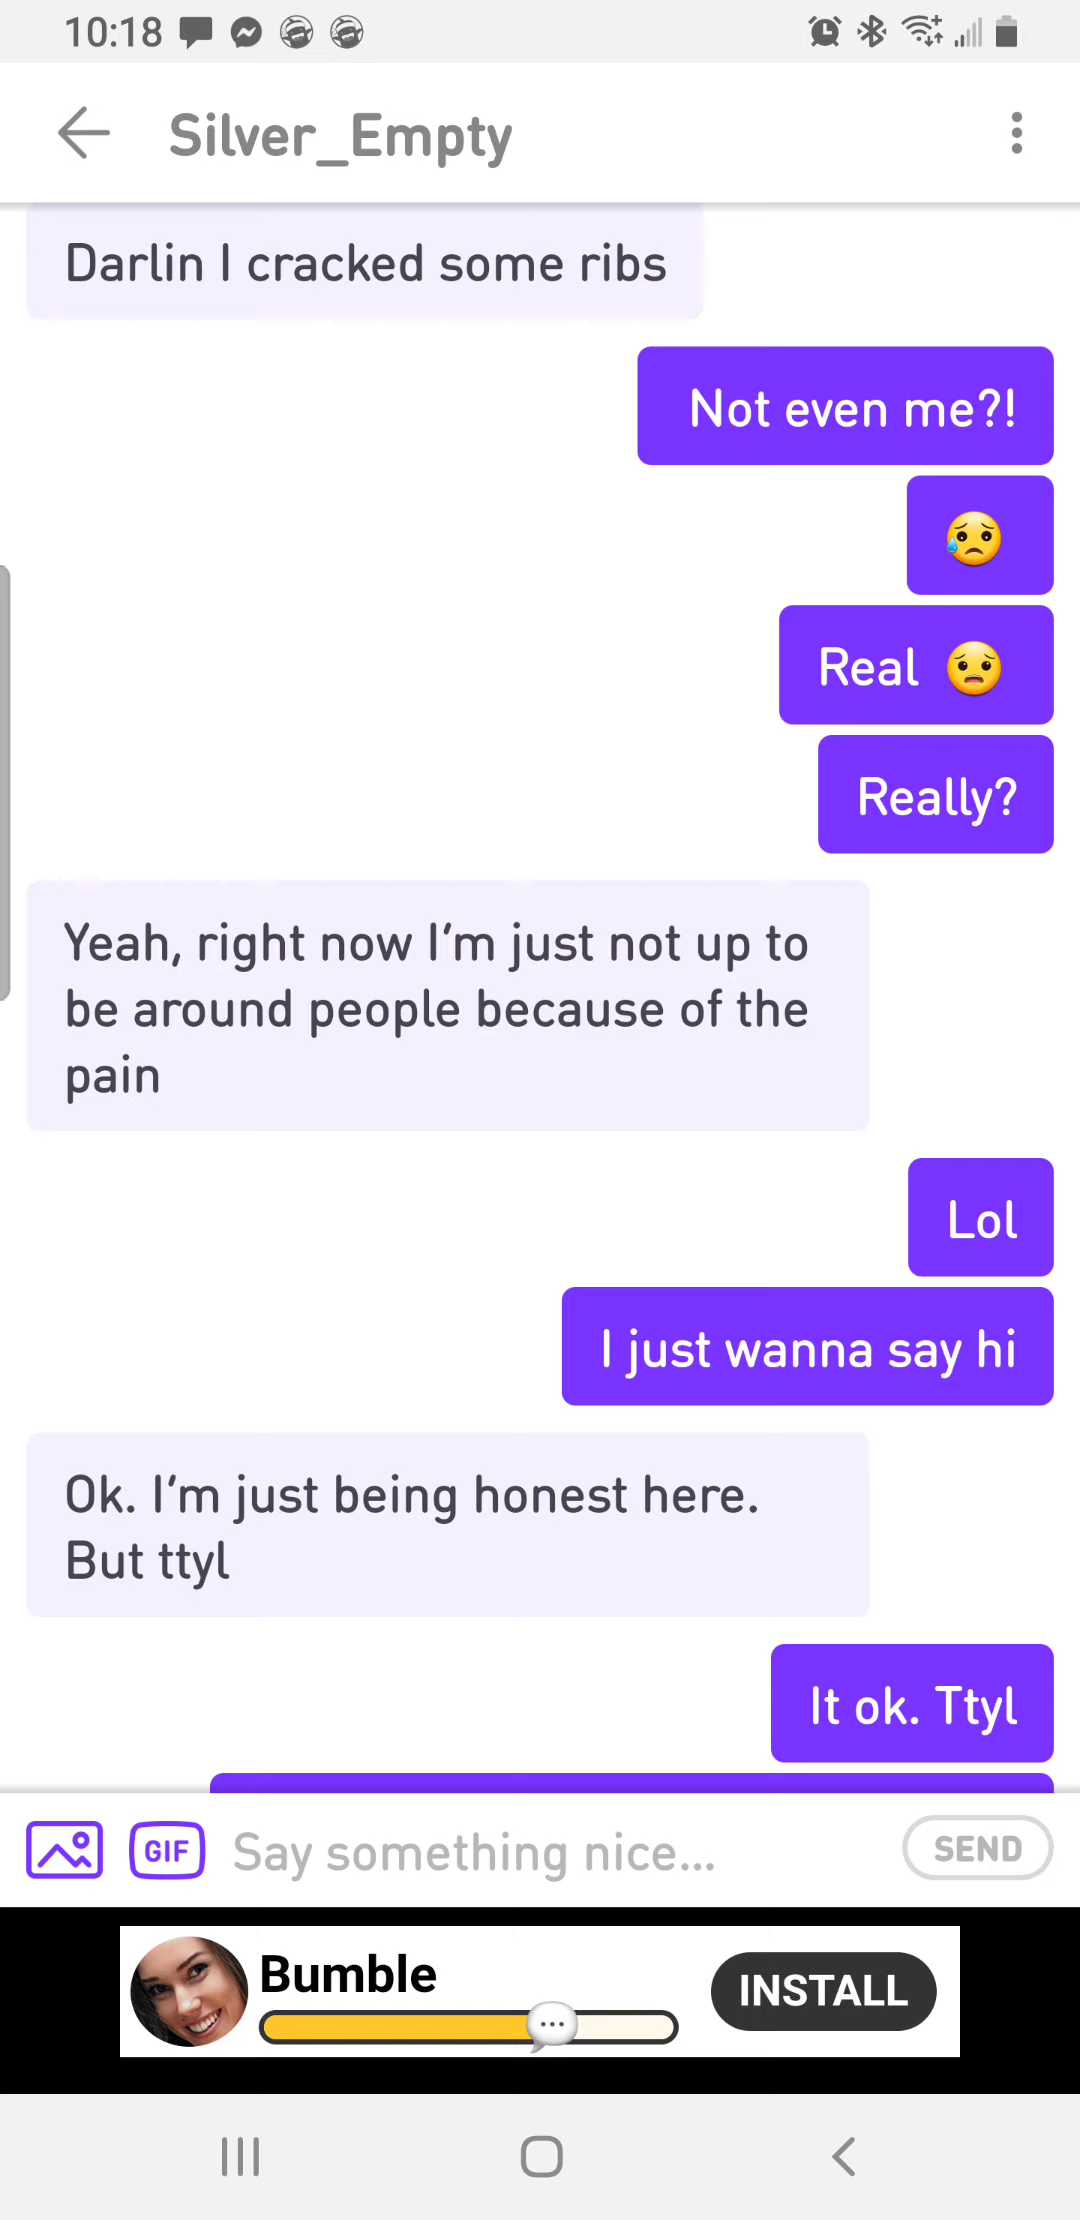 10:18
Silver_Empty
Darlin I cracked some ribs
Not even me?!
😥
Real 😟
Really?
Yeah, right now I'm just not up to
be around people because of the
pain
Lol
I just wanna say hi
Ok. I'm just being honest here.
But ttyl
It ok. Ttyl
GIF
Say something nice...
SEND
Bumble
INSTALL